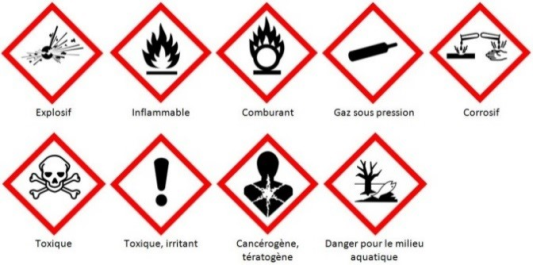 Explosif
Inflammable
Comburant
Gaz sous pression
Corrosif
Toxique
Toxique, irritant
Cancérogène,
tératogène
Danger pour le milieu
aquatique